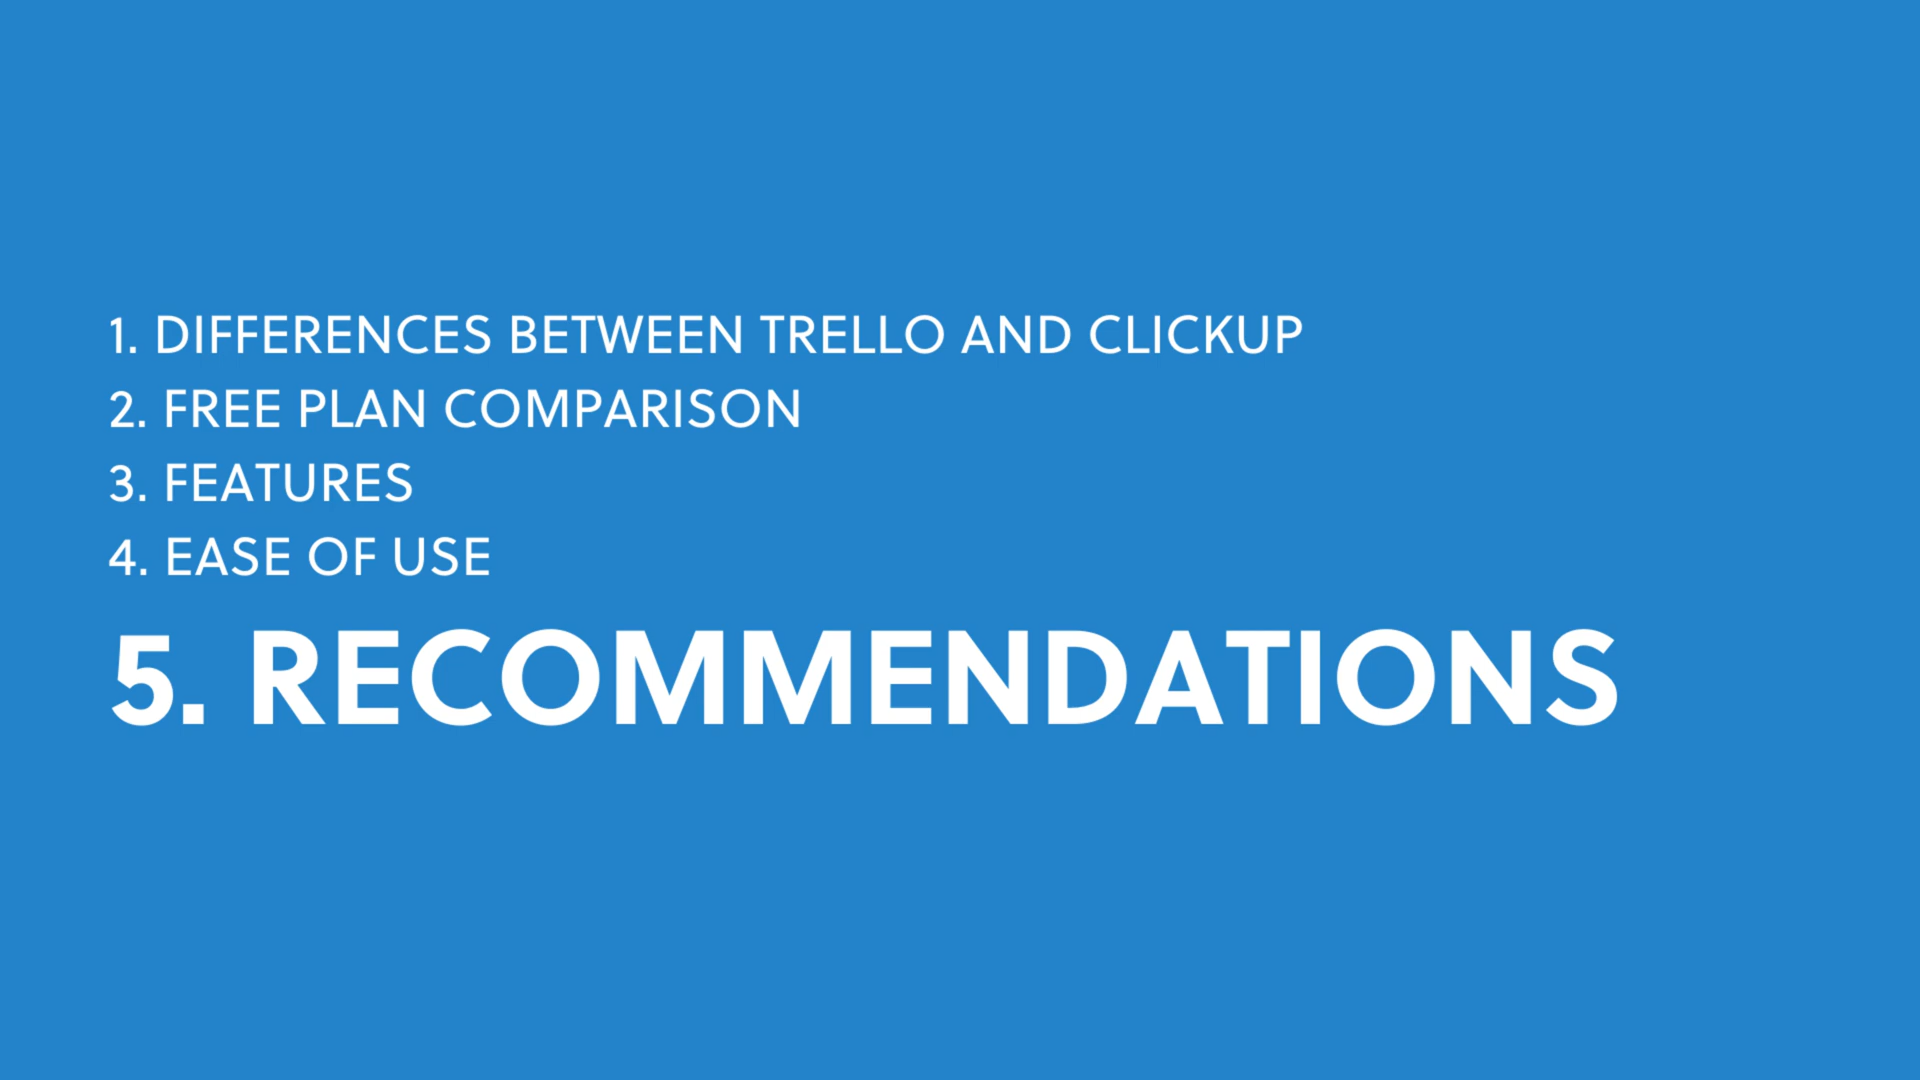 1. DIFFERENCES BETWEEN TRELLO AND CLICKUP
2. FREE PLAN COMPARISON
3. FEATURES
4. EASE OF USE
5. RECOMMENDATIONS